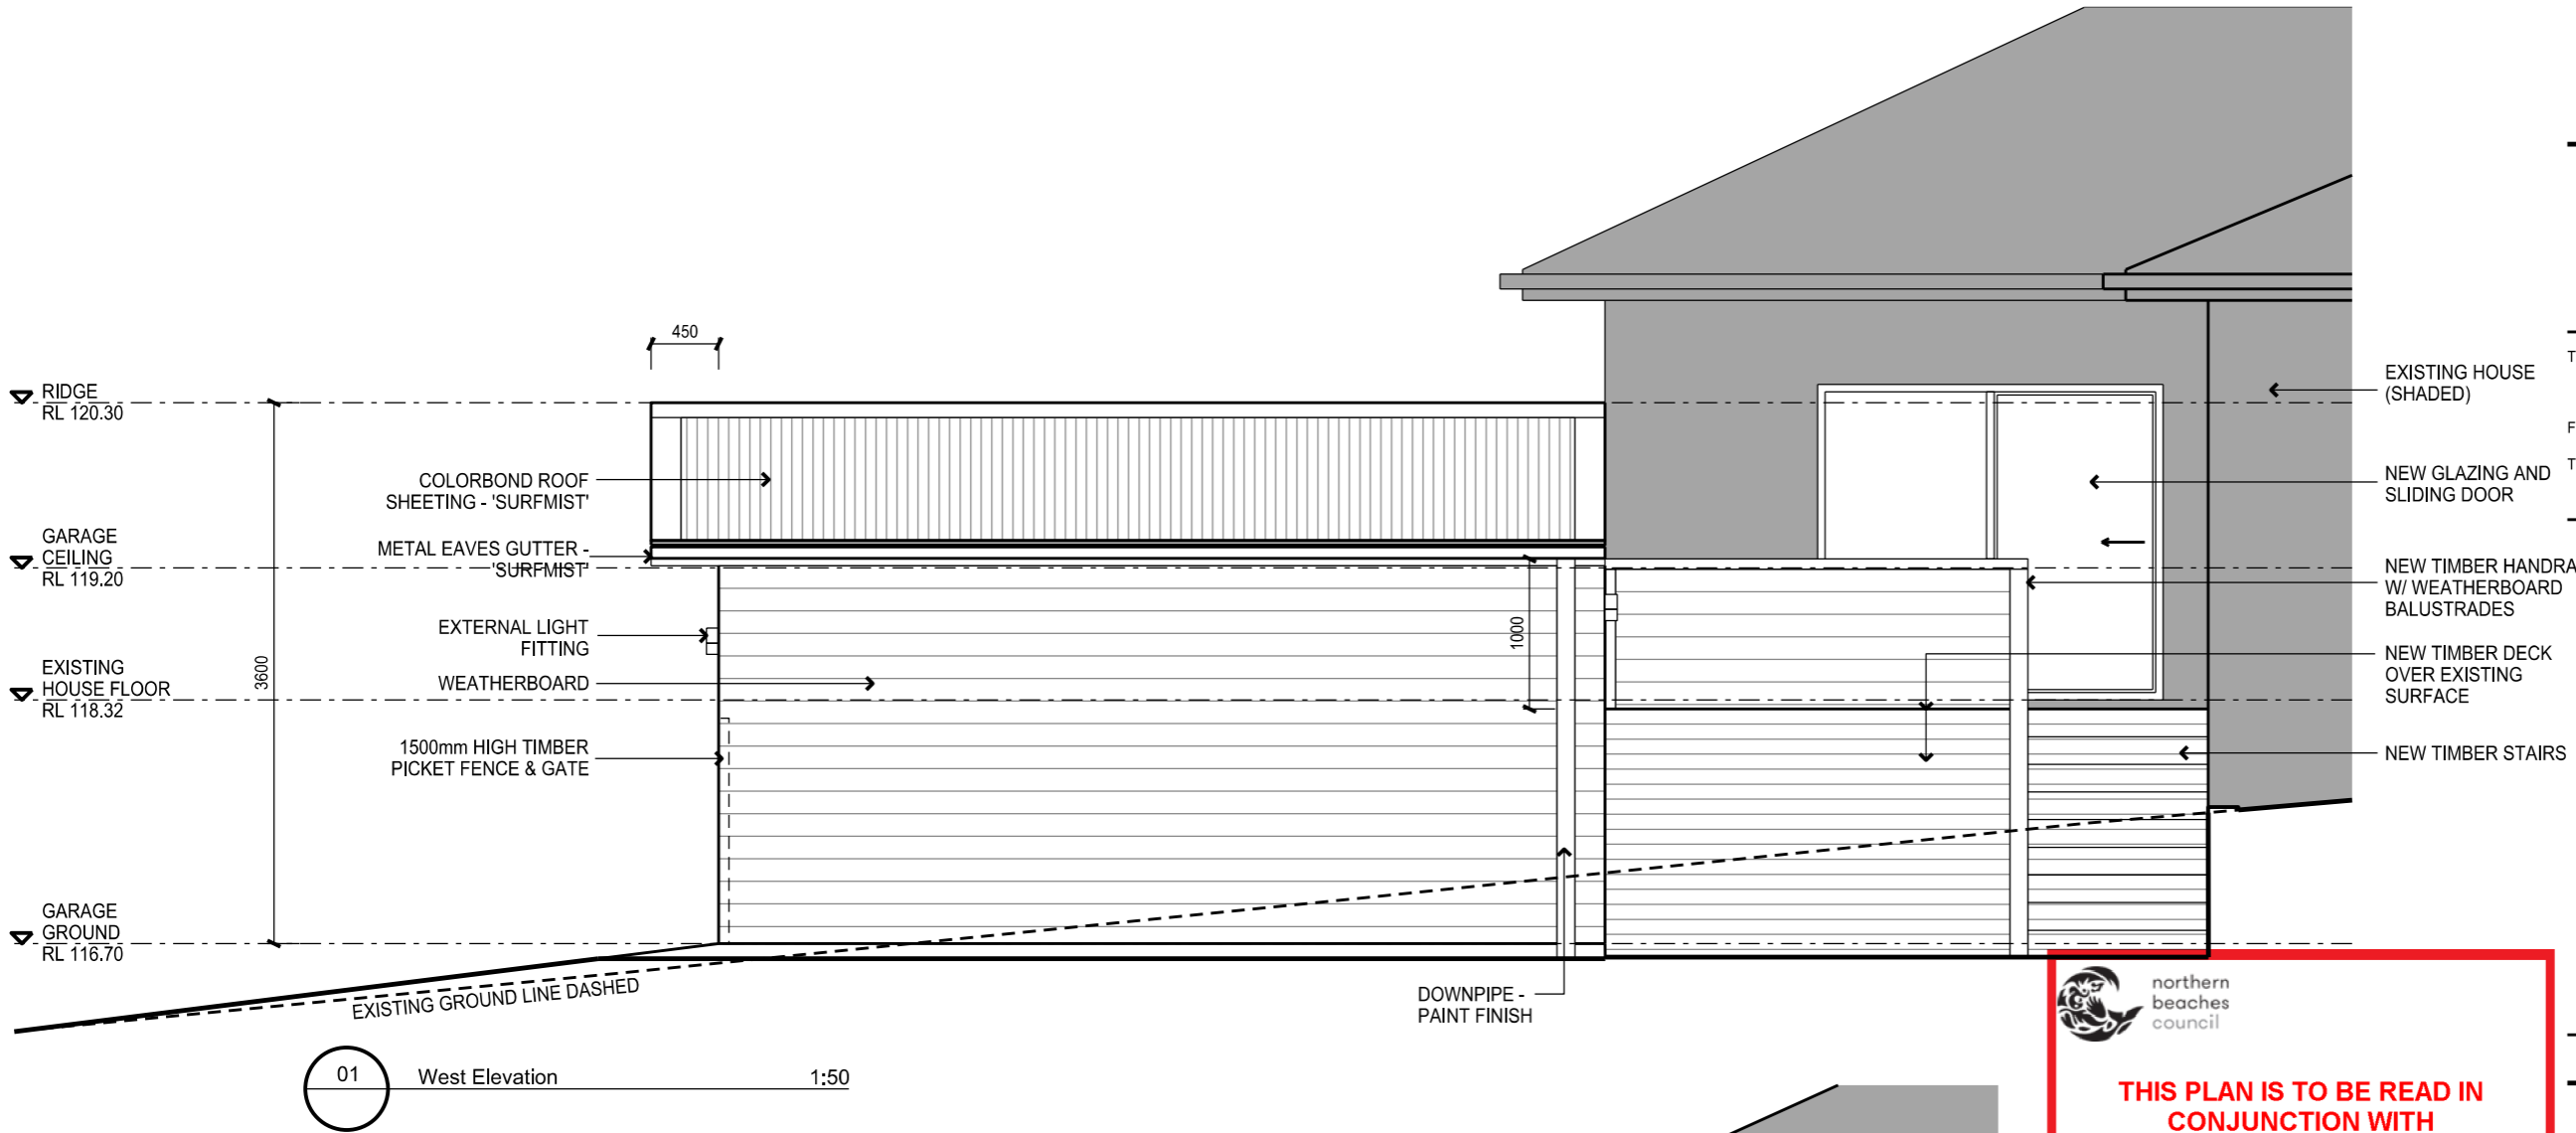 450
RIDGE
RL 120.30
GARAGE
CEILING
RL 119.20
EXISTING
HOUSE FLOOR
RL 118.32
GARAGE
GROUND
RL 116.70
3600
COLORBOND ROOF
SHEETING - 'SURFMIST'
METAL EAVES GUTTER -
'SURFMIST'
EXTERNAL LIGHT
FITTING
WEATHERBOARD
1500mm HIGH TIMBER
PICKET FENCE & GATE
EXISTING GROUND LINE DASHED
1000
DOWNPIPE -
PAINT FINISH
EXISTING HOUSE
(SHADED)
NEW GLAZING AND
SLIDING DOOR
NEW TIMBER HANDRA
W/ WEATHERBOARD
BALUSTRADES
NEW TIMBER DECK
OVER EXISTING
SURFACE
NEW TIMBER STAIRS
T
F
T
01 West Elevation 1:50
northern
beaches
council
THIS PLAN IS TO BE READ IN
CONJUNCTION WITH